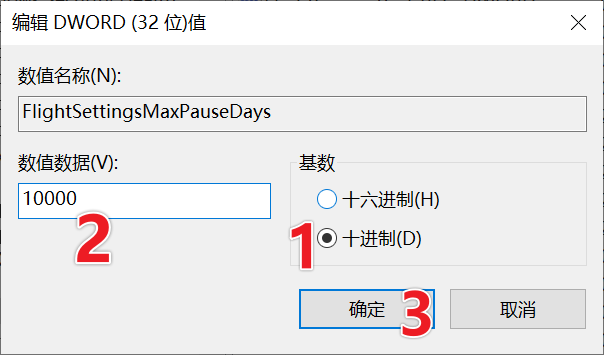 编辑 DWORD (32 位)值
数值名称(N):
FlightSettingsMaxPauseDays
数值数据(V):
10000
2
基数
十六进制(H)
1
十进制(D)
确定
3
取消